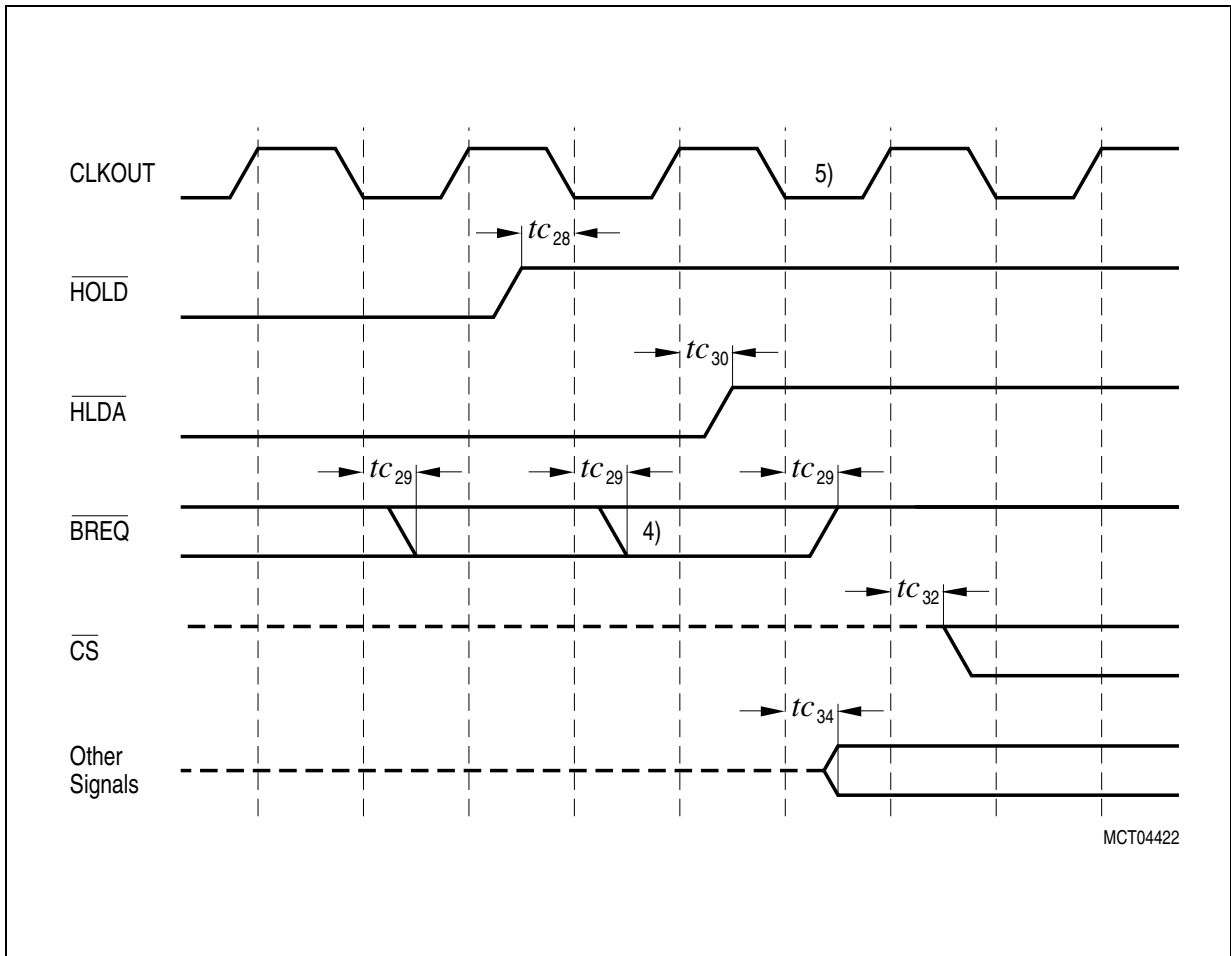 CLKOUT
5)
tc28
HOLD
tc30
HLDA
tc29
tc29
tc29
BREQ
4)
tc32
CS
tc34
Other
Signals
MCT04422